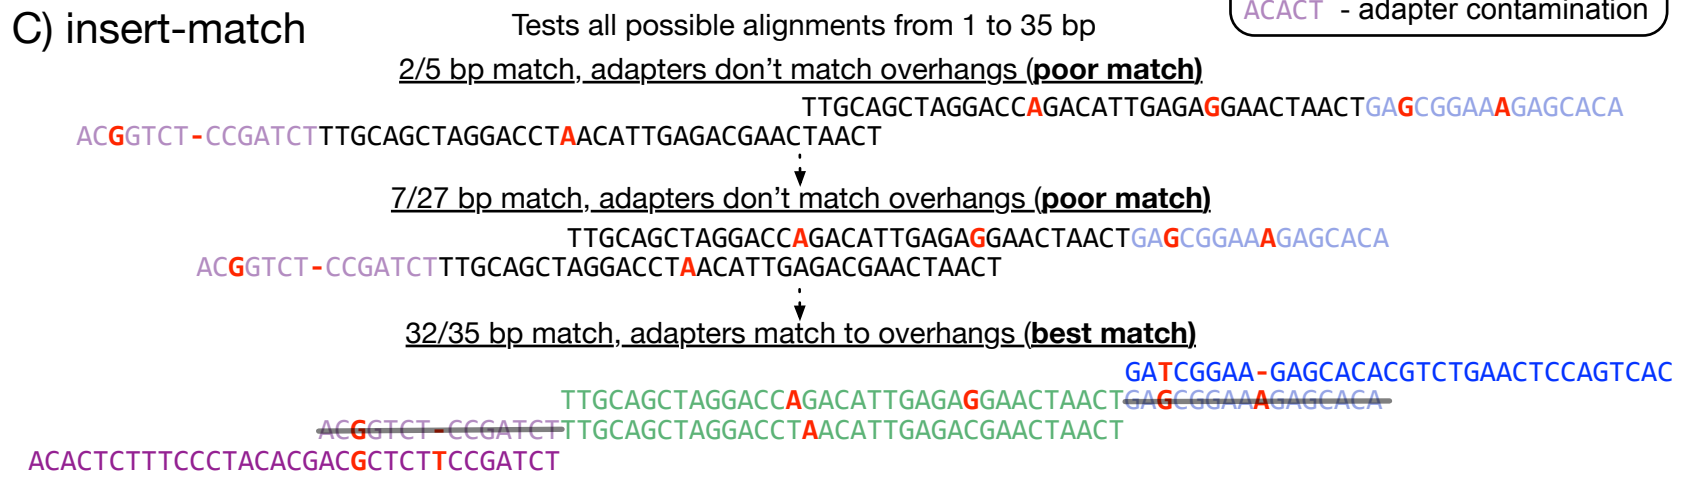 C) insert-match
Tests all possible alignments from 1 to 35 bp
ACACT - adapter contamination
2/5 bp match, adapters don’t match overhangs (poor match)
TTGCAGCTAGGACCAGACATTGAGAGGAACTAACTGAGCGGAAAGAGCACA
ACGGTCT-CCGATCTTTGCAGCTAGGACCTAACATTGAGACGAACTAACT
7/27 bp match, adapters don’t match overhangs (poor match)
TTGCAGCTAGGACCAGACATTGAGAGGAACTAACTGAGCGGAAAGAGCACA
ACGGTCT-CCGATCTTTGCAGCTAGGACCTAACATTGAGACGAACTAACT
32/35 bp match, adapters match to overhangs (best match)
GATCGGAA-GAGCACACGTCTGAACTCCAGTCAC
TTGCAGCTAGGACCAGACATTGAGAGGAACTAACTGAGCGGAAAGAGCACA
ACGGTCT-CCGATCTTTGCAGCTAGGACCTAACATTGAGACGAACTAACT
ACACTCTTTCCCTACACGACGCTCTTCCGATCT